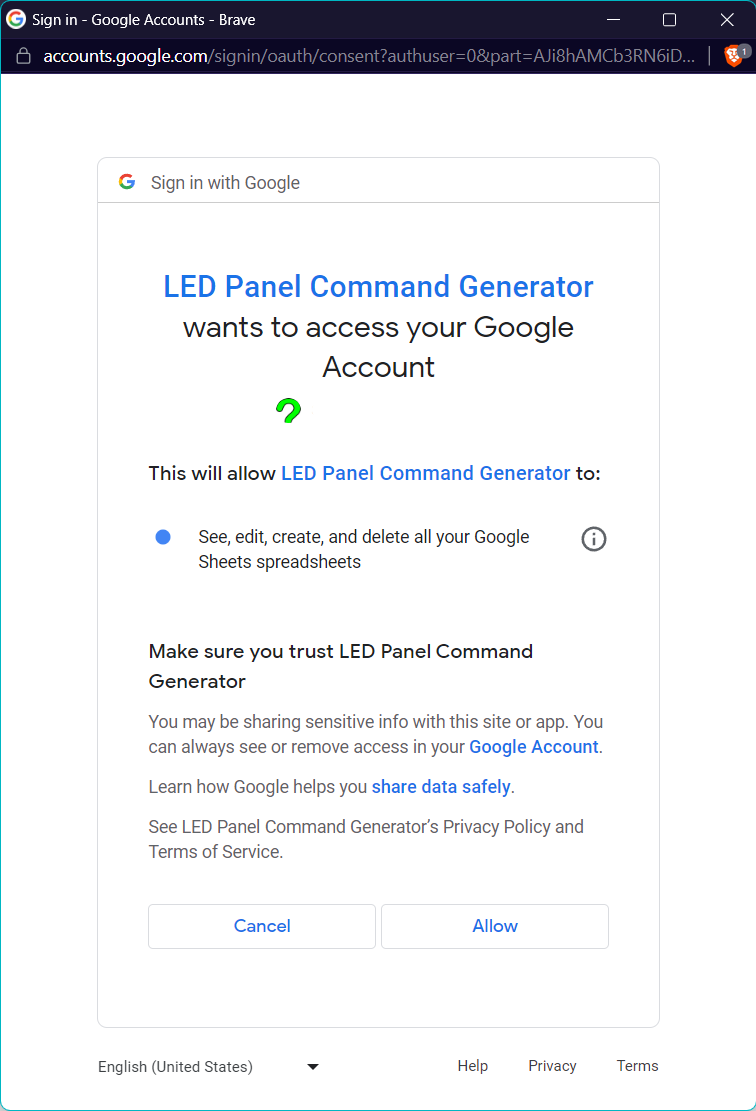 Sign in - Google Accounts - Brave
accounts.google.com/signin/oauth/consent?authuser=0&part=AJi8hAMCb3RN6iD...
1
Sign in with Google
LED Panel Command Generator
wants to access your Google
Account
?
This will allow LED Panel Command Generator to:
See, edit, create, and delete all your Google
Sheets spreadsheets
Make sure you trust LED Panel Command
Generator
You may be sharing sensitive info with this site or app. You
can always see or remove access in your Google Account.
Learn how Google helps you share data safely.
See LED Panel Command Generator’s Privacy Policy and
Terms of Service.
Cancel Allow
English (United States) Help Privacy Terms